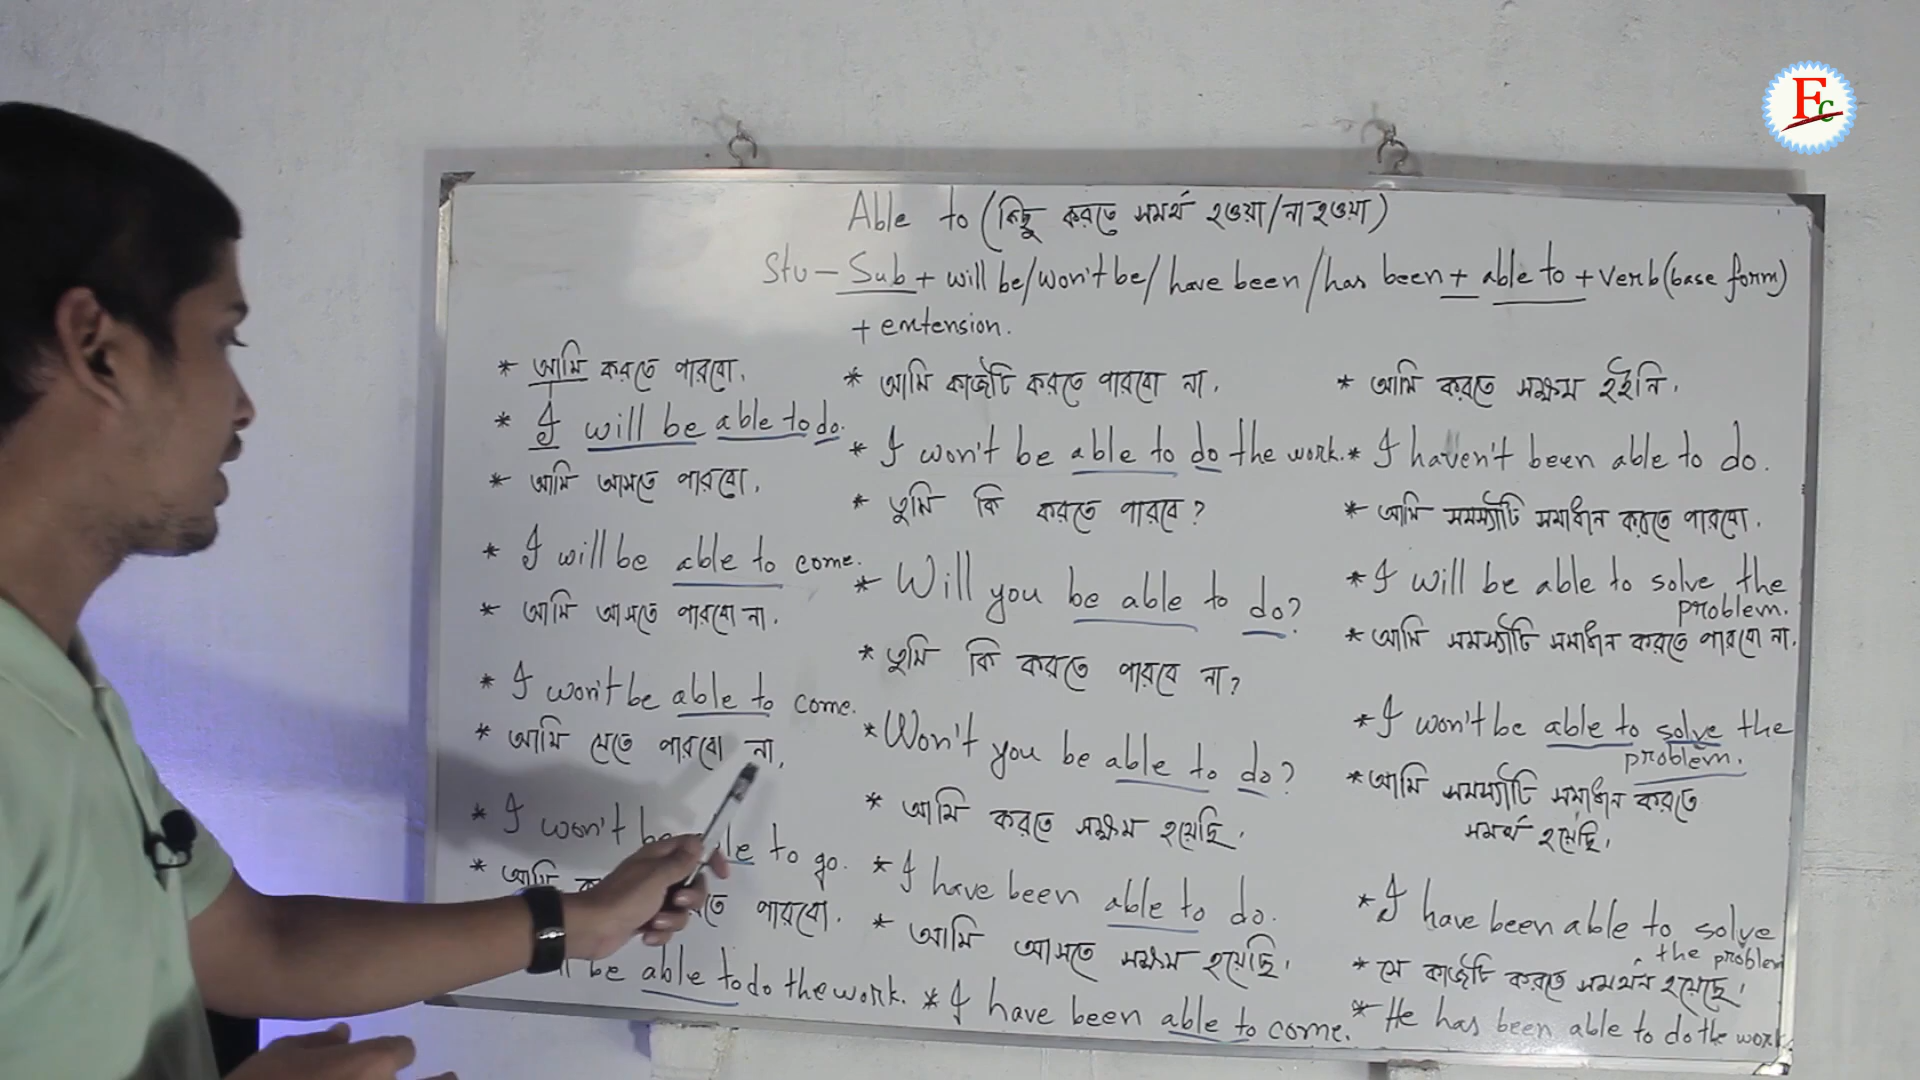 Fc
Able to (কিছু করতে সমর্থ হওয়া/না হওয়া)
Stu - Sub + will be/won't be/have been/has been + able to + verb (base form)
+ extension.
* আমি করতে পারবো.
* I will be able to do.
* আমি আসতে পারবো.
* I will be able to come.
* আমি আসতে পারবো না.
* I won't be able to come.
* আমি যেতে পারবো না.
* I won't be to go.
* আমি পারবো.
be able to do the work.
* আমি কাজটি করতে পারবো না.
* I won't be able to do the work.
* তুমি কি করতে পারবে?
* Will you be able to do?
* তুমি কি করতে পারবে না?
* Won't you be able to do?
* আমি করতে সক্ষম হয়েছি.
* I have been able to do.
* আমি আসতে সক্ষম হয়েছি.
* I have been able to come.
* আমি করতে সক্ষম হইনি.
* I haven't been able to do.
* আমি সমস্যাটি সমাধান করতে পারবো.
* I will be able to solve the
problem.
* আমি সমস্যাটি সমাধান করতে পারবো না.
* I won't be able to solve the
problem.
* আমি সমস্যাটি সমাধান করতে
সমর্থ হয়েছি.
* I have been able to solve
the problem
* সে কাজটি করতে হয়েছে.
* He has been able to do the work